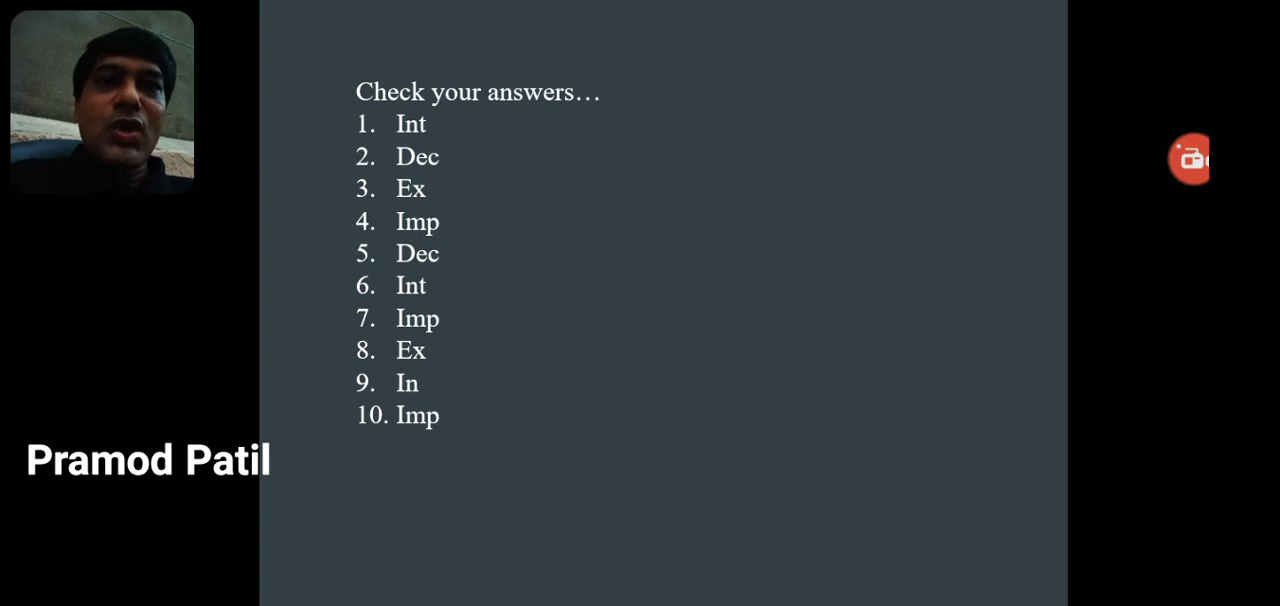 Check your answers…
1. Int
2. Dec
3. Ex
4. Imp
5. Dec
6. Int
7. Imp
8. Ex
9. In
10. Imp
Pramod Patil